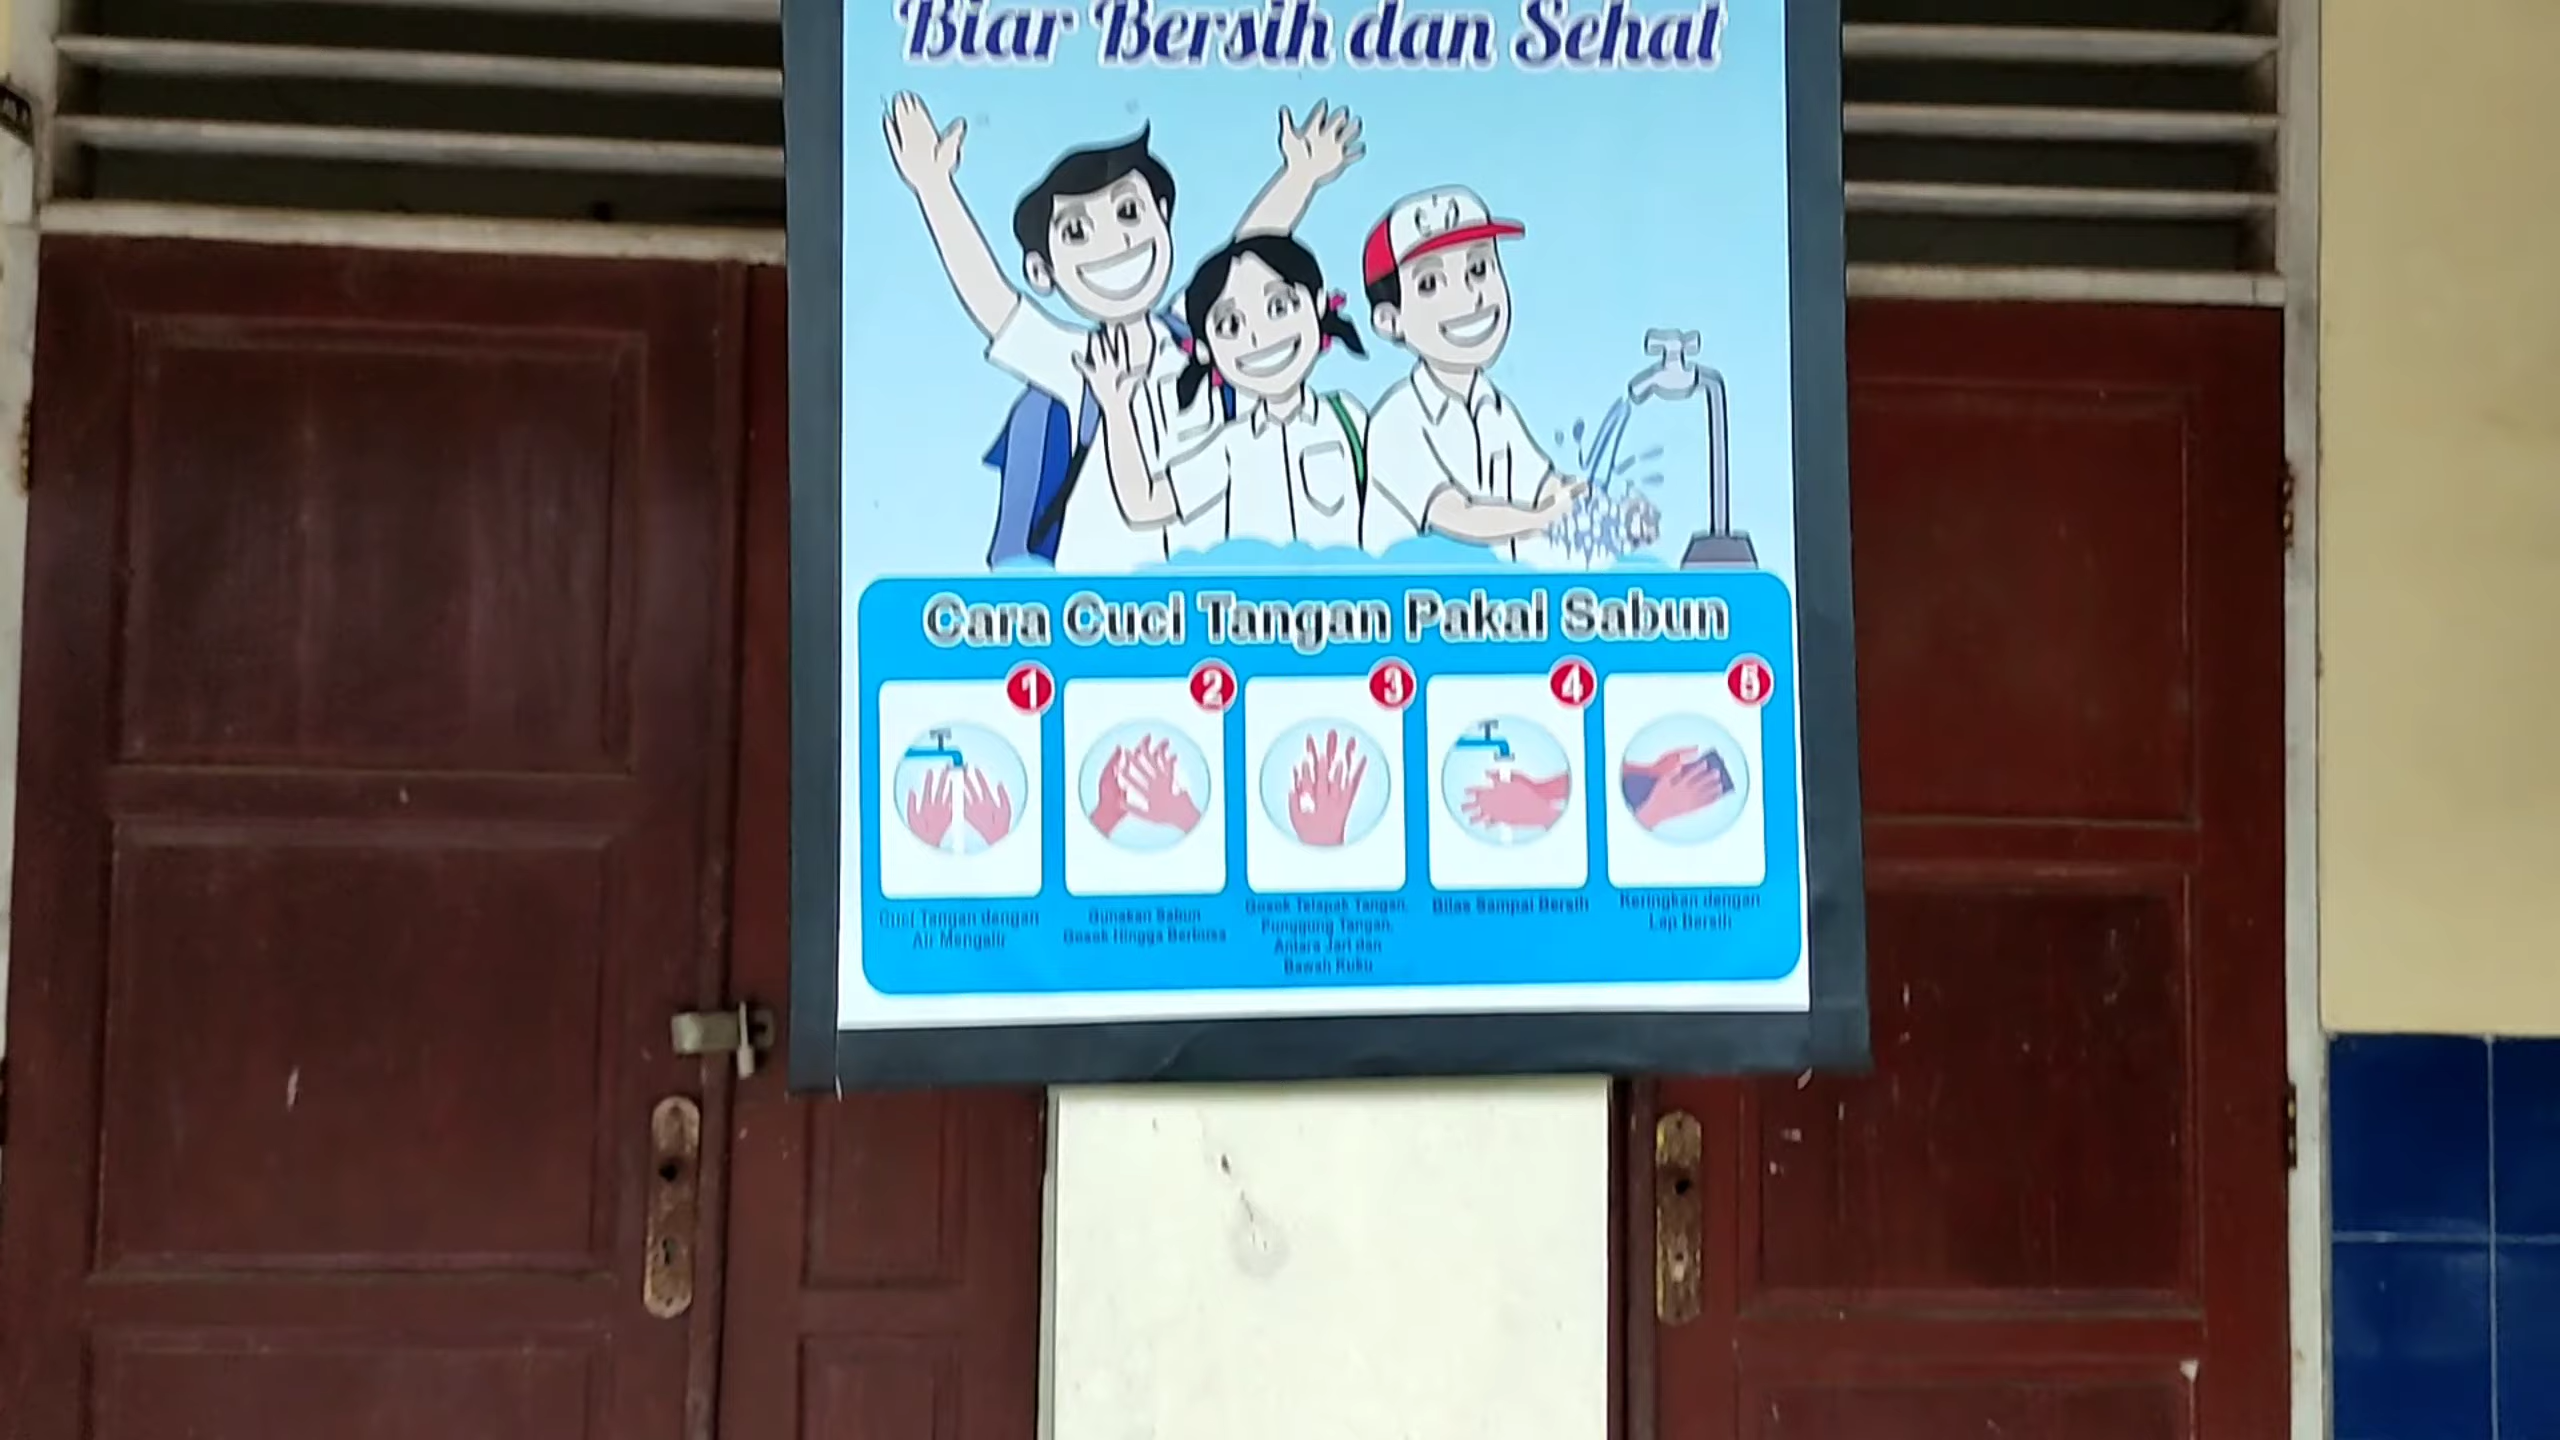 Biar Bersih dan Sehat
Cara Cuci Tangan Pakai Sabun
1
2
3
4
5
Cuci Tangan dengan
Air Mengalir
Gunakan Sabun
Gosok Hingga Berbusa
Gosok Telapak Tangan,
Punggung Tangan,
Antara Jari dan
Bawah Kuku
Bilas Sampai Bersih
Keringkan dengan
Lap Bersih